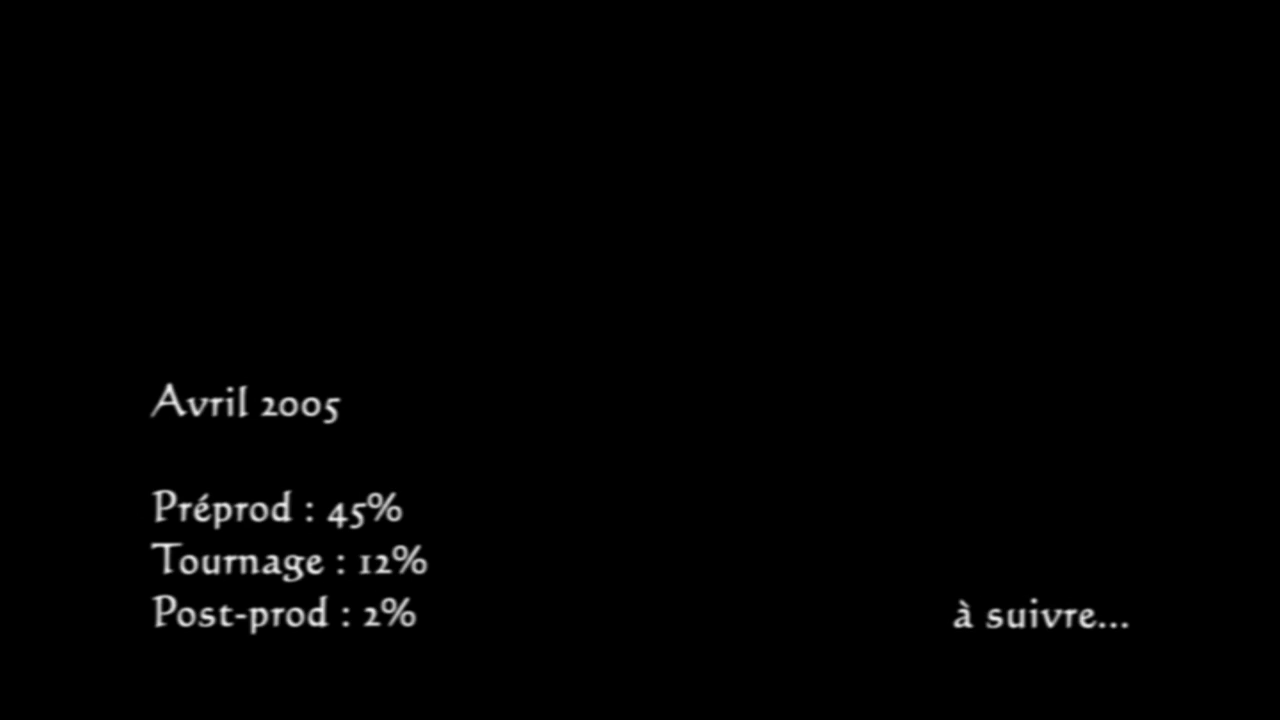 Avril 2005
Préprod : 45%
Tournage : 12%
Post-prod : 2%
à suivre...